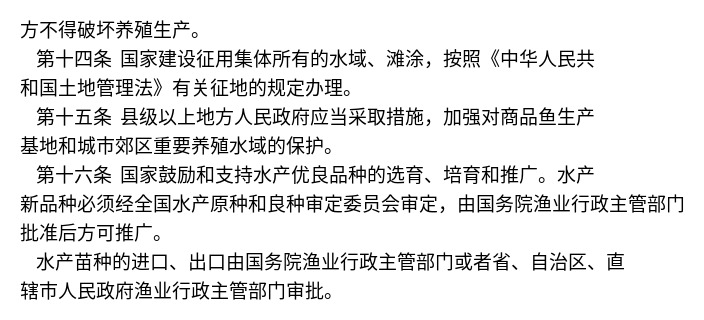 方不得破坏养殖生产。
第十四条 国家建设征用集体所有的水域、滩涂，按照《中华人民共
和国土地管理法》有关征地的规定办理。
第十五条 县级以上地方人民政府应当采取措施，加强对商品鱼生产
基地和城市郊区重要养殖水域的保护。
第十六条 国家鼓励和支持水产优良品种的选育、培育和推广。水产
新品种必须经全国水产原种和良种审定委员会审定，由国务院渔业行政主管部门
批准后方可推广。
水产苗种的进口、出口由国务院渔业行政主管部门或者省、自治区、直
辖市人民政府渔业行政主管部门审批。